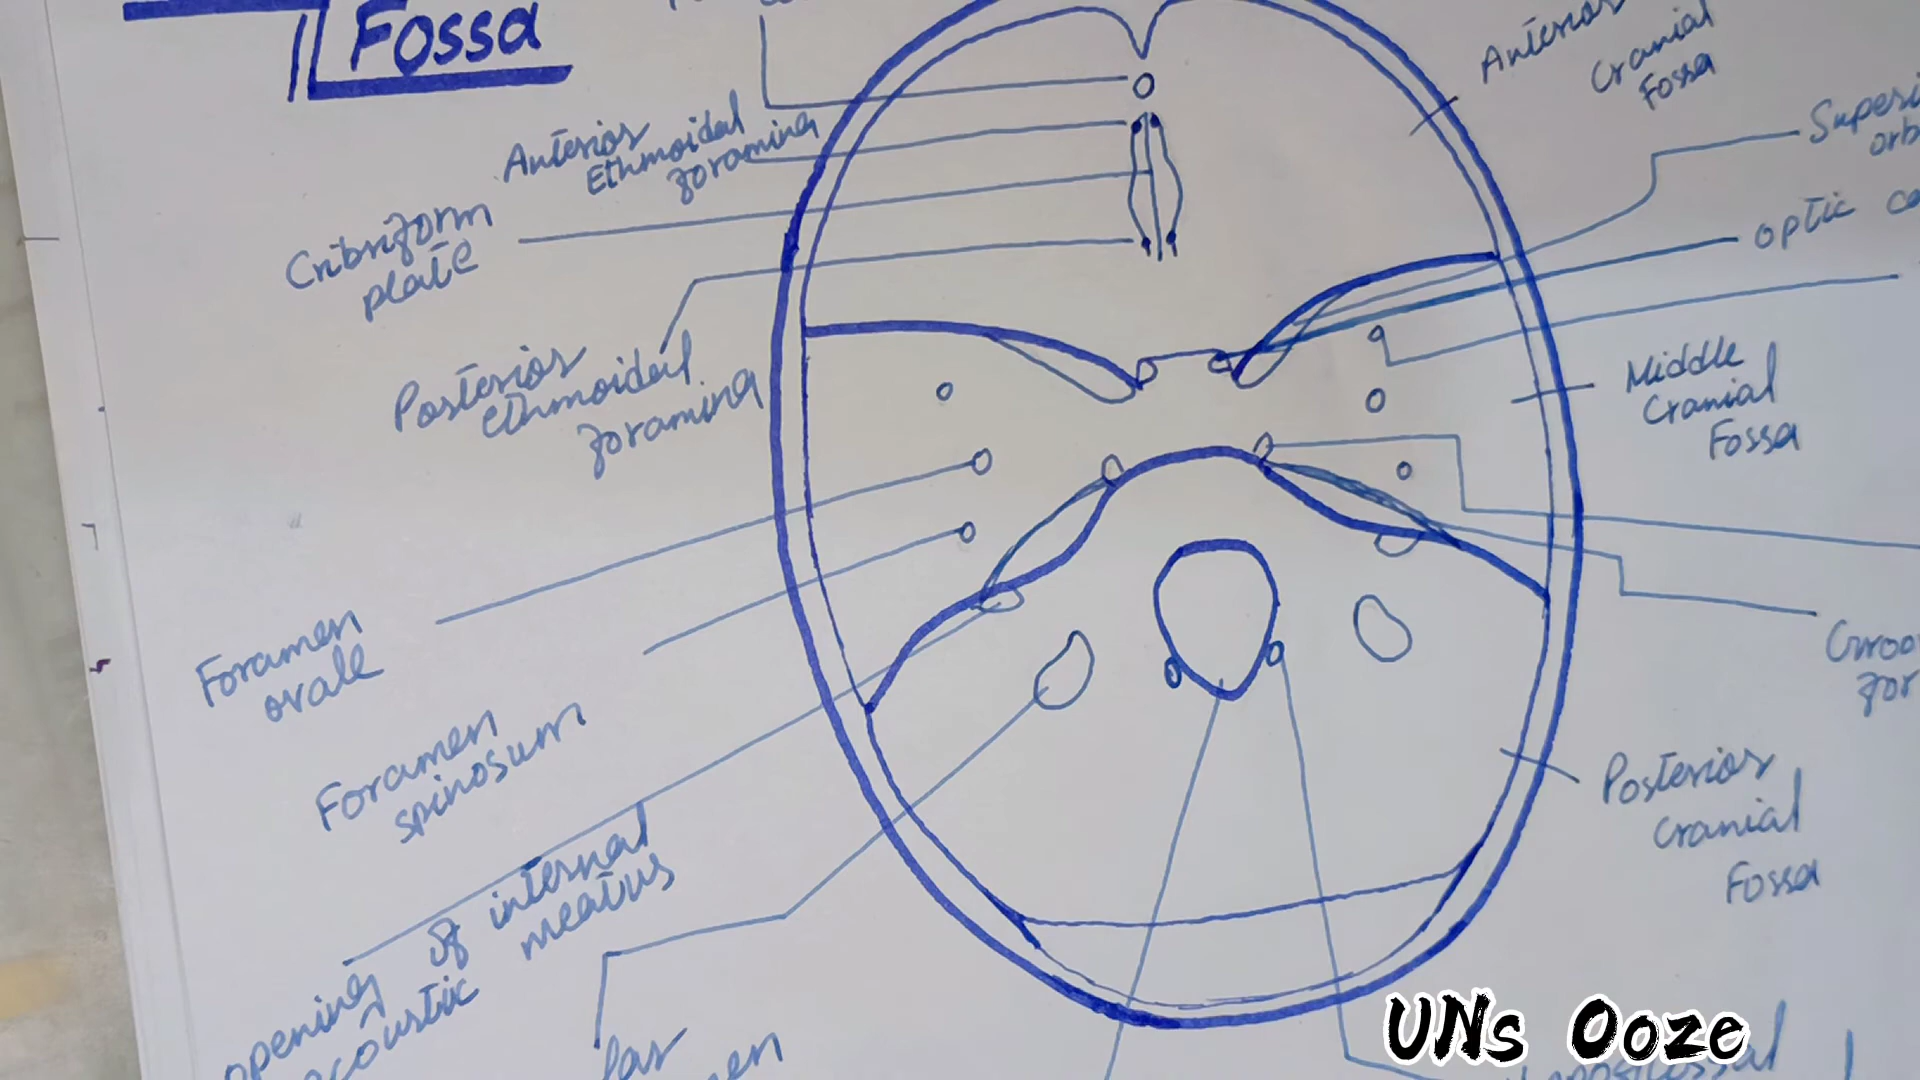 Fossa
Anterior
Cranial
Fossa
Anterior
Ethmoidal
foramina
Cribriform
plate
optic
Posterior
ethmoidal
foramina
Middle
Cranial
Fossa
Foramen
ovale
Foramen
spinosum
Posterior
Cranial
Fossa
opening of internal
acoustic meatus
UNs Ooze